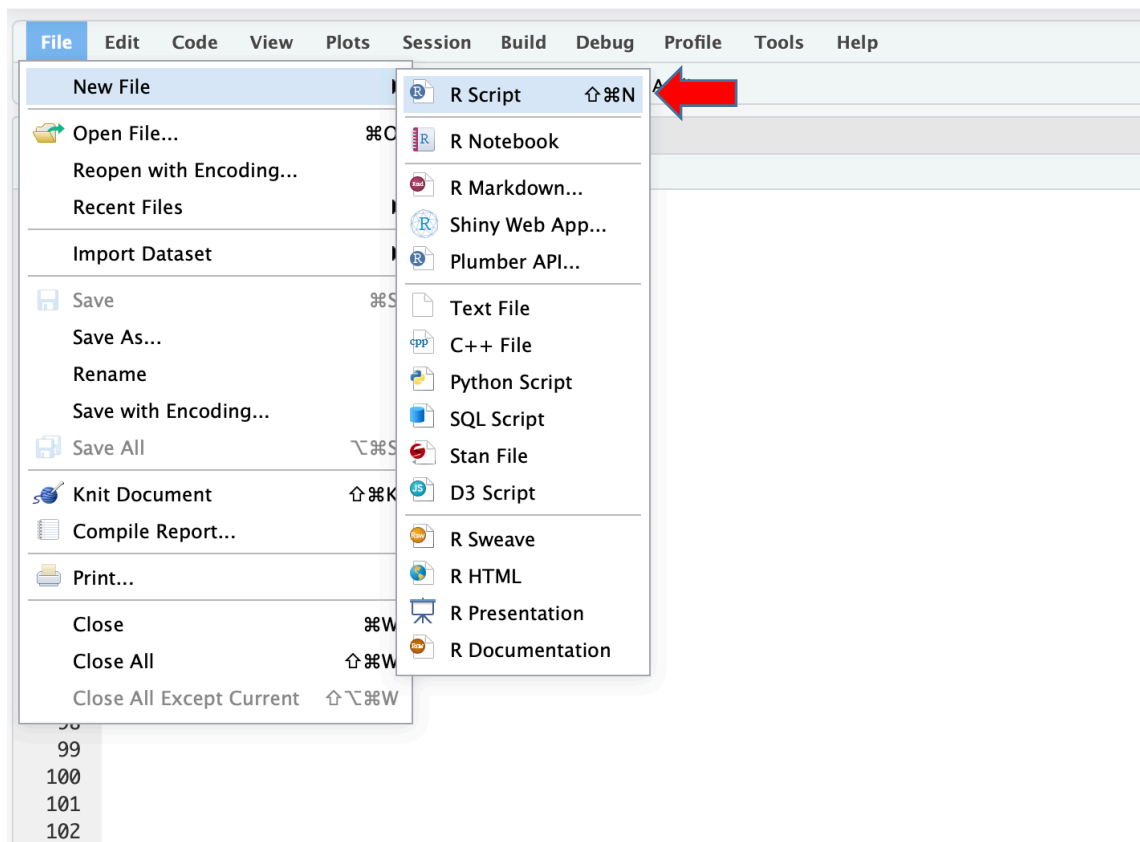 File Edit Code View Plots Session Build Debug Profile Tools Help
New File
Open File... ⌘O
Reopen with Encoding...
Recent Files
Import Dataset
Save ⌘S
Save As...
Rename
Save with Encoding...
Save All ⌥⌘S
Knit Document ⇧⌘K
Compile Report...
Print...
Close ⌘W
Close All ⇧⌘W
Close All Except Current ⇧⌥⌘W
R Script ⇧⌘N
R Notebook
R Markdown...
Shiny Web App...
Plumber API...
Text File
C++ File
Python Script
SQL Script
Stan File
D3 Script
R Sweave
R HTML
R Presentation
R Documentation
98
99
100
101
102